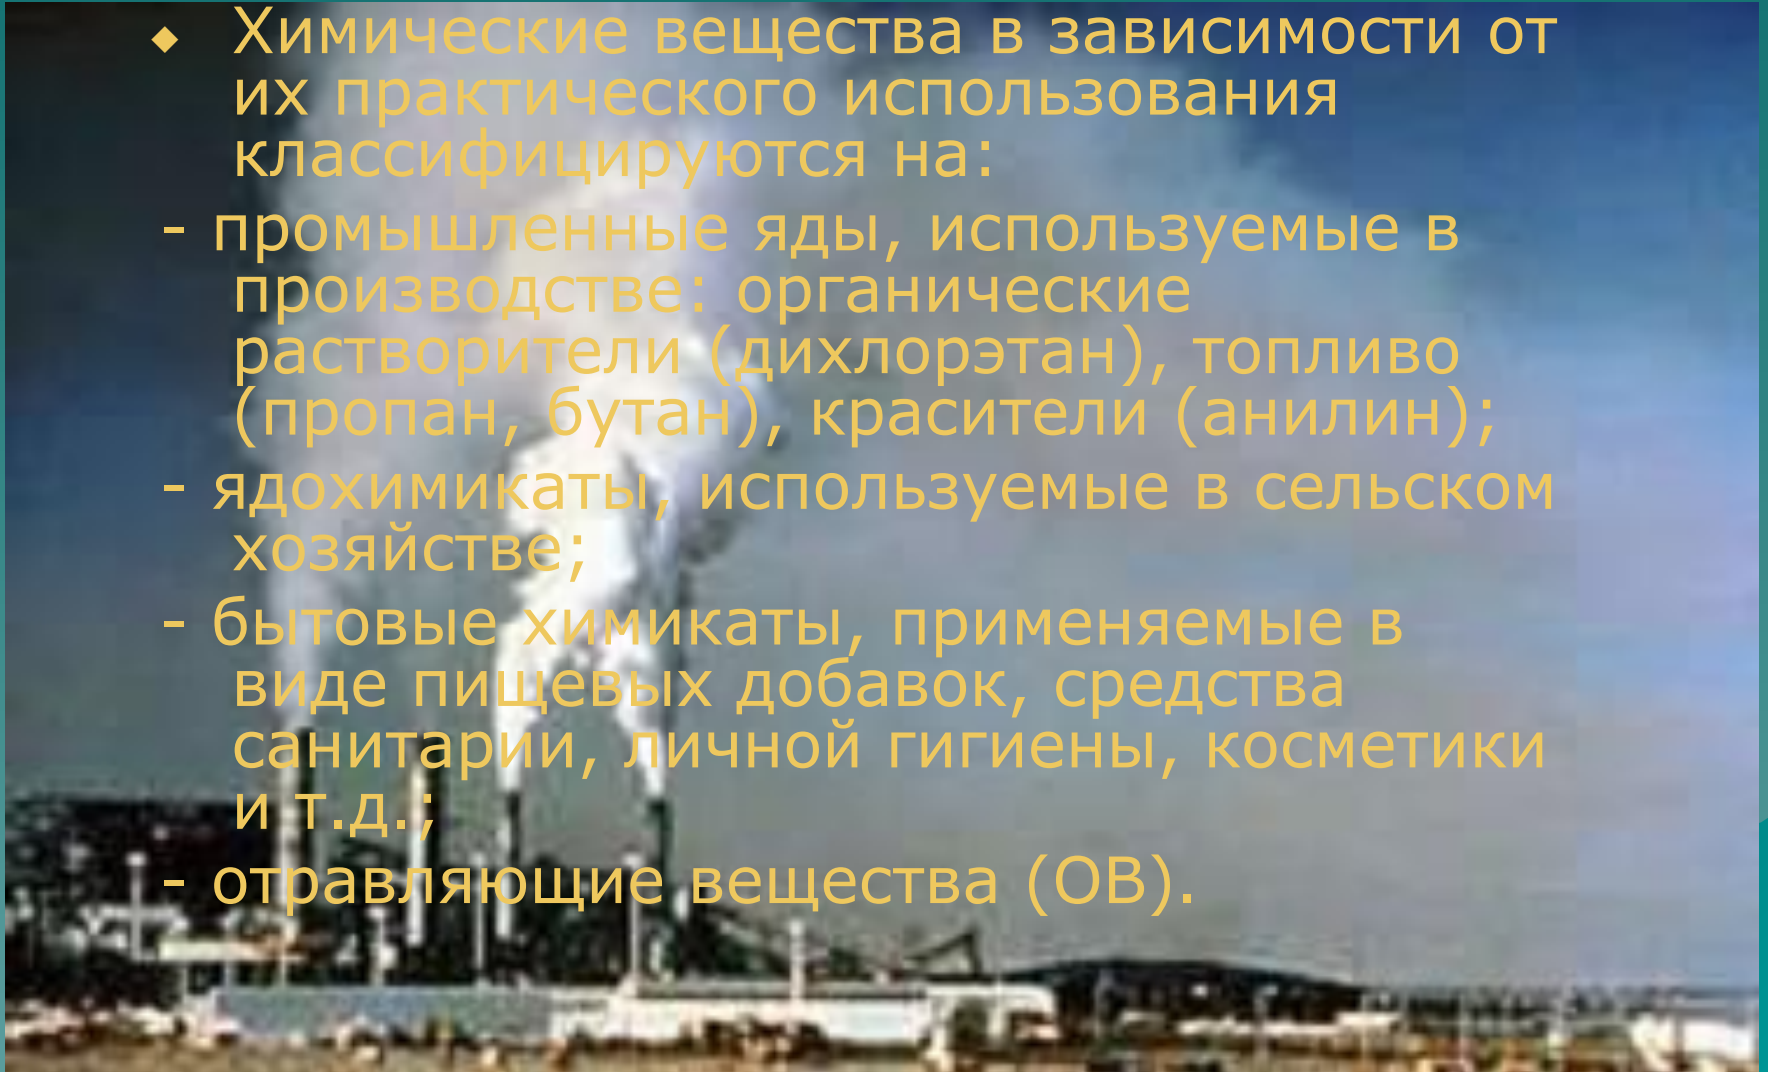 ◆ Химические вещества в зависимости от
их практического использования
классифицируются на:
- промышленные яды, используемые в
производстве: органические
растворители (дихлорэтан), топливо
(пропан, бутан), красители (анилин);
- ядохимикаты, используемые в сельском
хозяйстве;
- бытовые химикаты, применяемые в
виде пищевых добавок, средства
санитарии, личной гигиены, косметики
и т.д.;
- отравляющие вещества (ОВ).